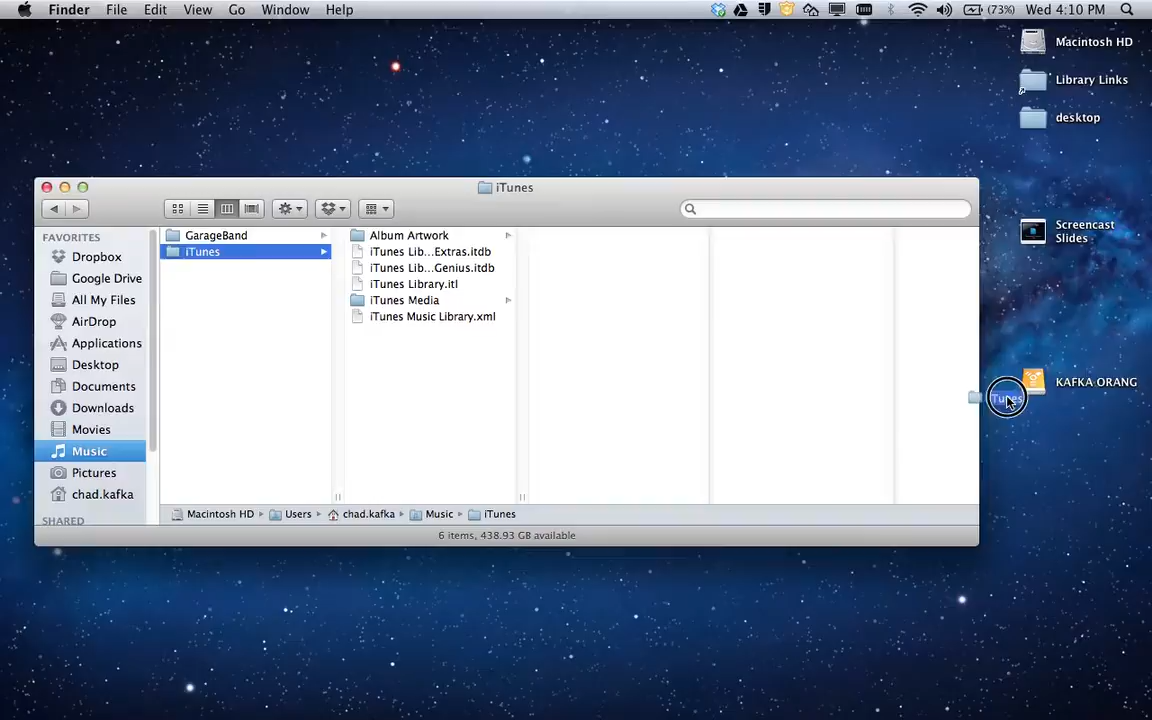 Finder File Edit View Go Window Help (73%) Wed 4:10 PM
Macintosh HD
Library Links
desktop
iTunes
FAVORITES
Dropbox
Google Drive
All My Files
AirDrop
Applications
Desktop
Documents
Downloads
Movies
Music
Pictures
chad.kafka
SHARED
GarageBand
iTunes
Album Artwork
iTunes Lib...Extras.itdb
iTunes Lib...Genius.itdb
iTunes Library.itl
iTunes Media
iTunes Music Library.xml
Screencast
Slides
KAFKA ORANG
iTunes
Macintosh HD Users chad.kafka Music iTunes
6 items, 438.93 GB available